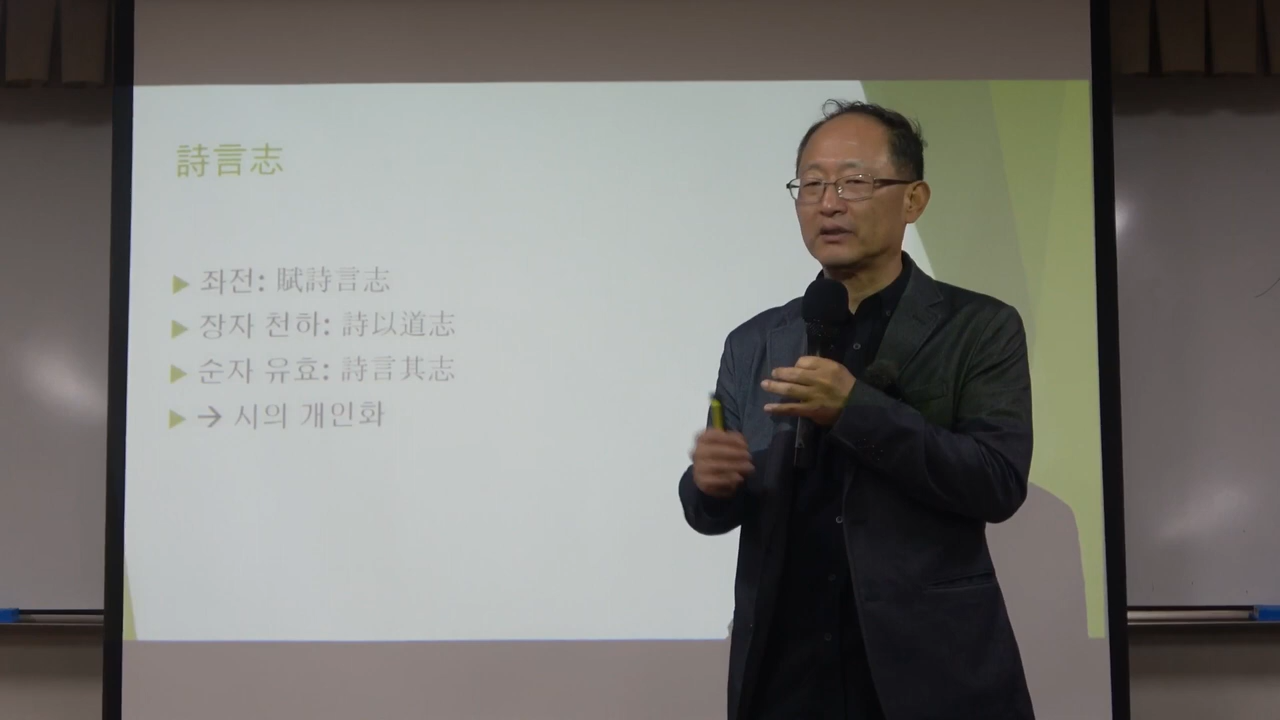 詩言志
좌전: 賦詩言志
장자 천하: 詩以道志
순자 유효: 詩言其志
→ 시의 개인화